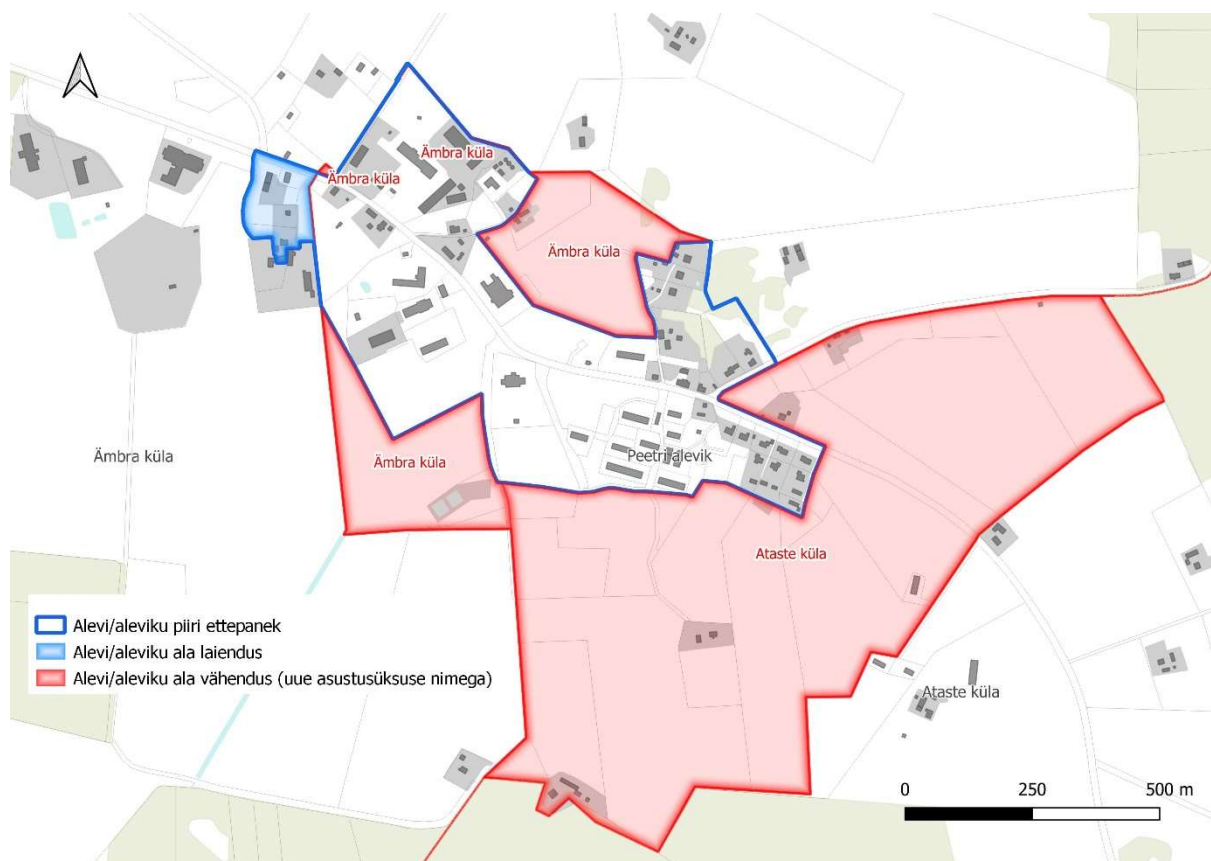 Ämbra küla
Ämbra küla
Ämbra küla
Ämbra küla
Ämbra küla
Peetri alevik
Ataste küla
Ataste küla
Alevi/aleviku piiri ettepanek
Alevi/aleviku ala laiendus
Alevi/aleviku ala vähendus (uue asustusüksuse nimega)
0 250 500 m